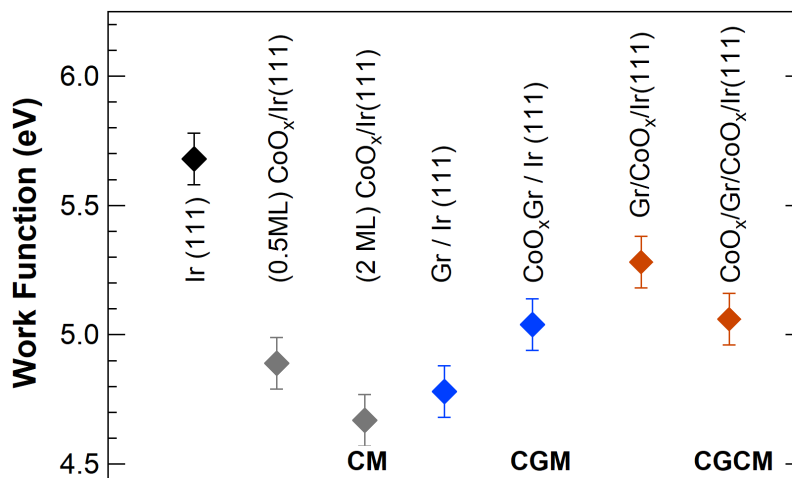 Work Function (eV)
6.0
5.5
5.0
4.5
Ir (111)
(0.5ML) CoOₓ/Ir(111)
(2 ML) CoOₓ/Ir(111)
Gr / Ir (111)
CoOₓGr / Ir (111)
Gr/CoOₓ/Ir(111)
CoOₓ/Gr/CoOₓ/Ir(111)
CM
CGM
CGCM